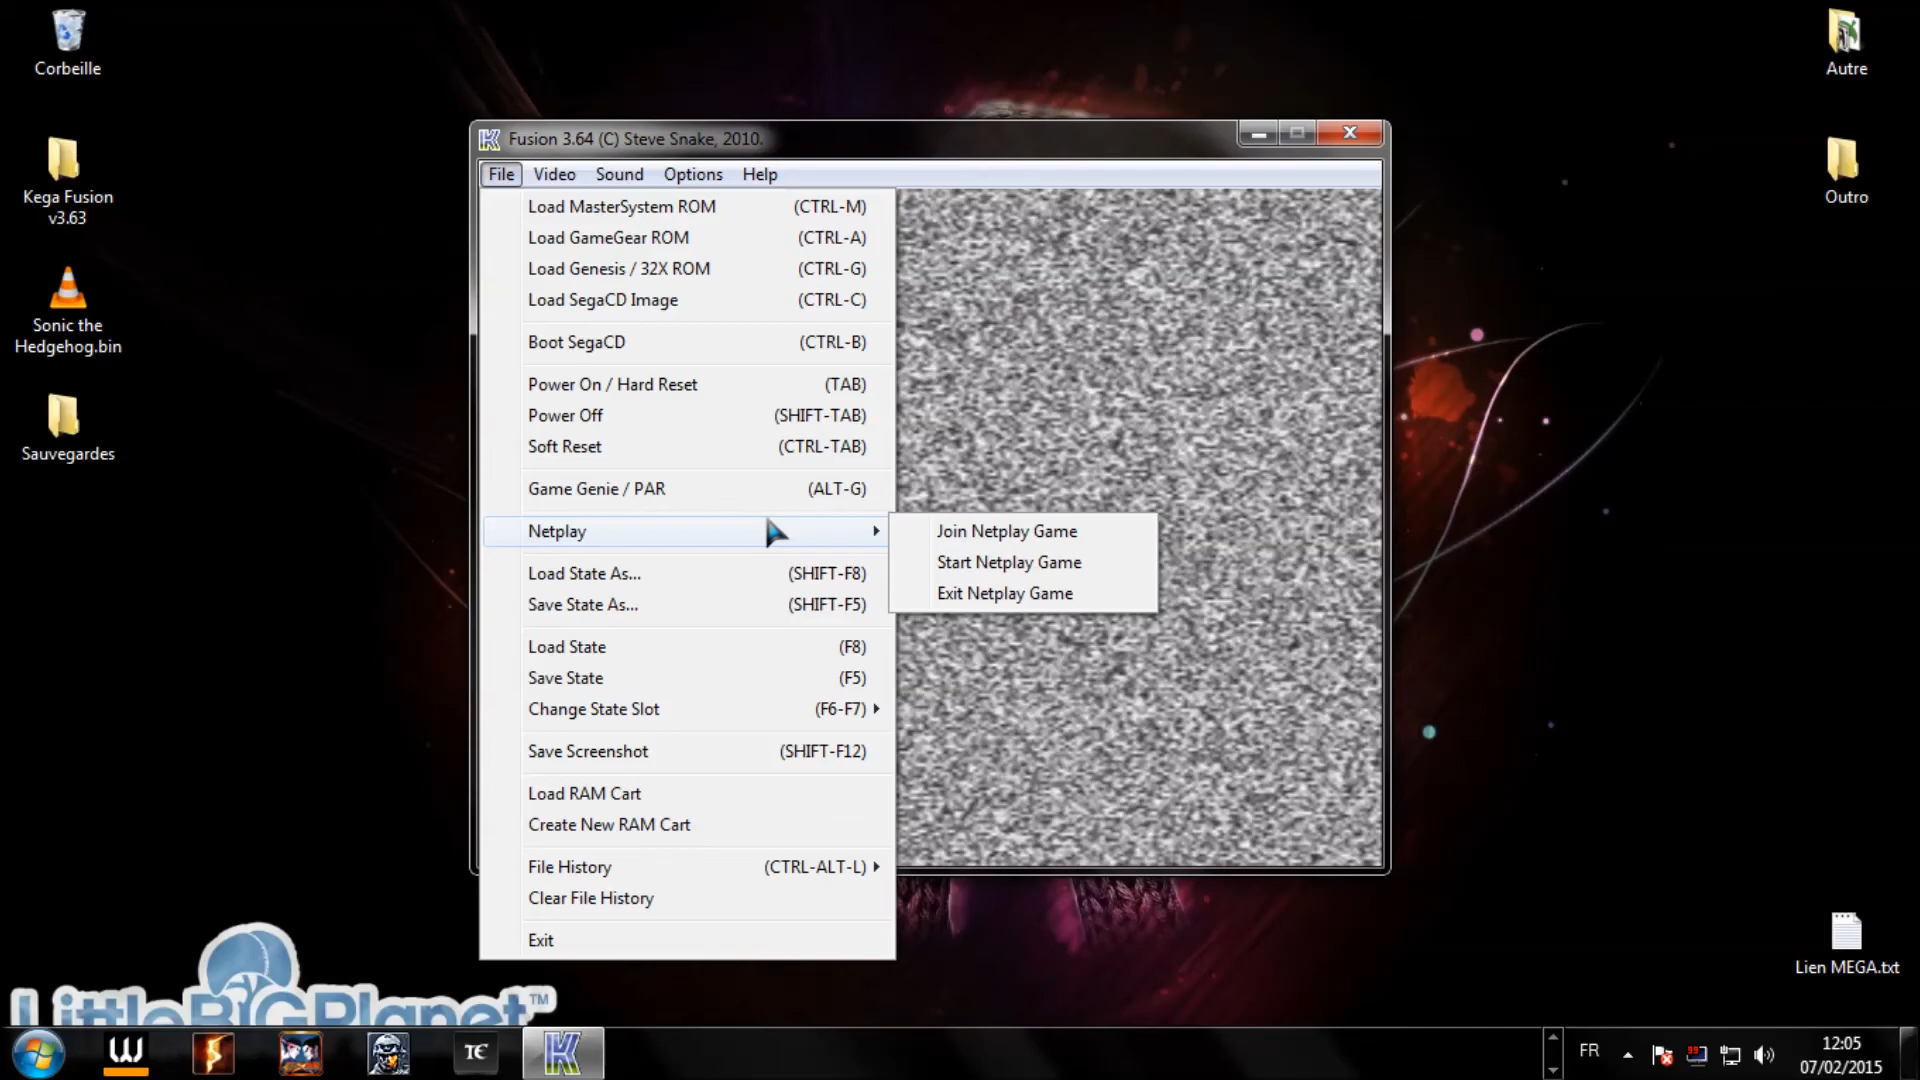 Corbeille
Autre
Kega Fusion
v3.63
Outro
Sonic the
Hedgehog.bin
Sauvegardes
Fusion 3.64 (C) Steve Snake, 2010.
File Video Sound Options Help
Load MasterSystem ROM (CTRL-M)
Load GameGear ROM (CTRL-A)
Load Genesis / 32X ROM (CTRL-G)
Load SegaCD Image (CTRL-C)
Boot SegaCD (CTRL-B)
Power On / Hard Reset (TAB)
Power Off (SHIFT-TAB)
Soft Reset (CTRL-TAB)
Game Genie / PAR (ALT-G)
Netplay
Join Netplay Game
Start Netplay Game
Exit Netplay Game
Load State As... (SHIFT-F8)
Save State As... (SHIFT-F5)
Load State (F8)
Save State (F5)
Change State Slot (F6-F7)
Save Screenshot (SHIFT-F12)
Load RAM Cart
Create New RAM Cart
File History (CTRL-ALT-L)
Clear File History
Exit
Lien MEGA.txt
LittleBIGPlanet™
FR
12:05
07/02/2015